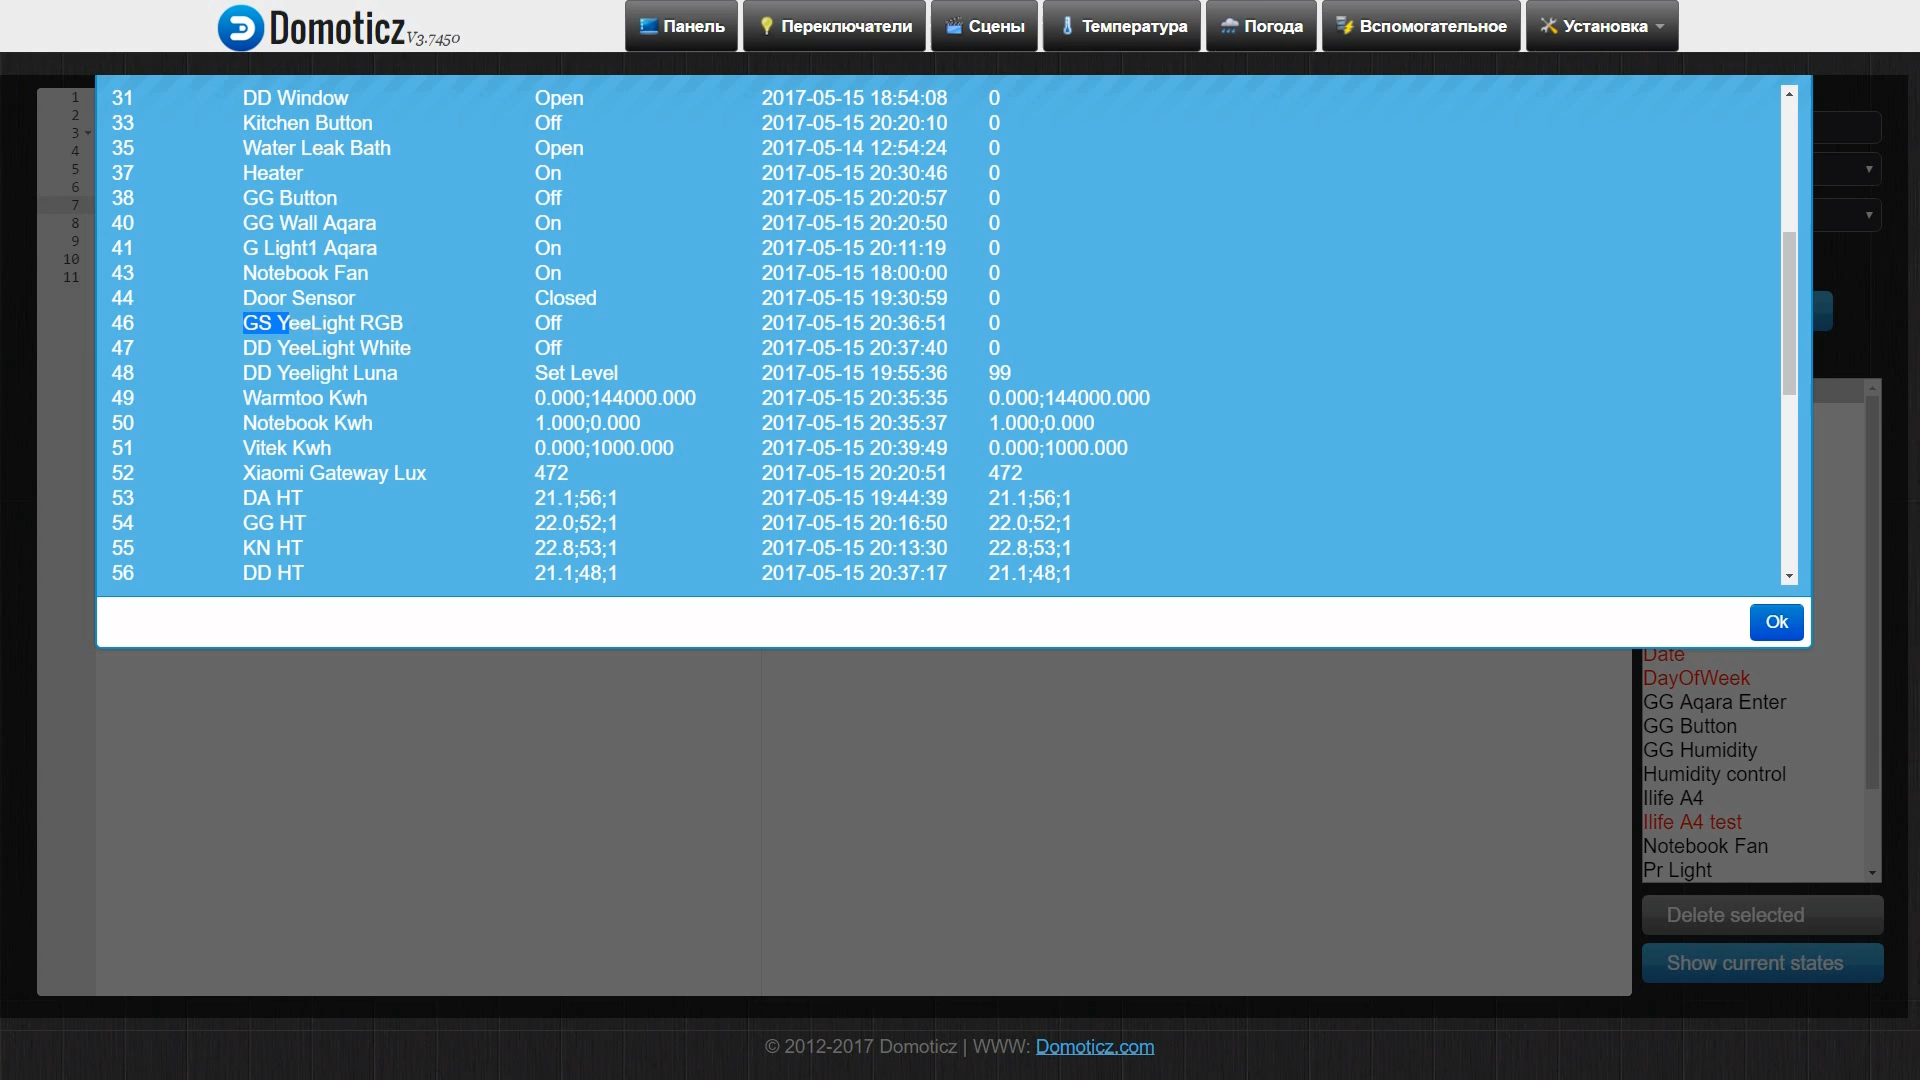 Domoticz V3.7450
Панель Переключатели Сцены Температура Погода Вспомогательное Установка
1
2
3
4
5
6
7
8
9
10
11
31 DD Window Open 2017-05-15 18:54:08 0
33 Kitchen Button Off 2017-05-15 20:20:10 0
35 Water Leak Bath Open 2017-05-14 12:54:24 0
37 Heater On 2017-05-15 20:30:46 0
38 GG Button Off 2017-05-15 20:20:57 0
40 GG Wall Aqara On 2017-05-15 20:20:50 0
41 G Light1 Aqara On 2017-05-15 20:11:19 0
43 Notebook Fan On 2017-05-15 18:00:00 0
44 Door Sensor Closed 2017-05-15 19:30:59 0
46 GS YeeLight RGB Off 2017-05-15 20:36:51 0
47 DD YeeLight White Off 2017-05-15 20:37:40 0
48 DD Yeelight Luna Set Level 2017-05-15 19:55:36 99
49 Warmtoo Kwh 0.000;144000.000 2017-05-15 20:35:35 0.000;144000.000
50 Notebook Kwh 1.000;0.000 2017-05-15 20:35:37 1.000;0.000
51 Vitek Kwh 0.000;1000.000 2017-05-15 20:39:49 0.000;1000.000
52 Xiaomi Gateway Lux 472 2017-05-15 20:20:51 472
53 DA HT 21.1;56;1 2017-05-15 19:44:39 21.1;56;1
54 GG HT 22.0;52;1 2017-05-15 20:16:50 22.0;52;1
55 KN HT 22.8;53;1 2017-05-15 20:13:30 22.8;53;1
56 DD HT 21.1;48;1 2017-05-15 20:37:17 21.1;48;1
Ok
Date
DayOfWeek
GG Aqara Enter
GG Button
GG Humidity
Humidity control
Ilife A4
Ilife A4 test
Notebook Fan
Pr Light
Delete selected
Show current states
© 2012-2017 Domoticz | WWW: Domoticz.com